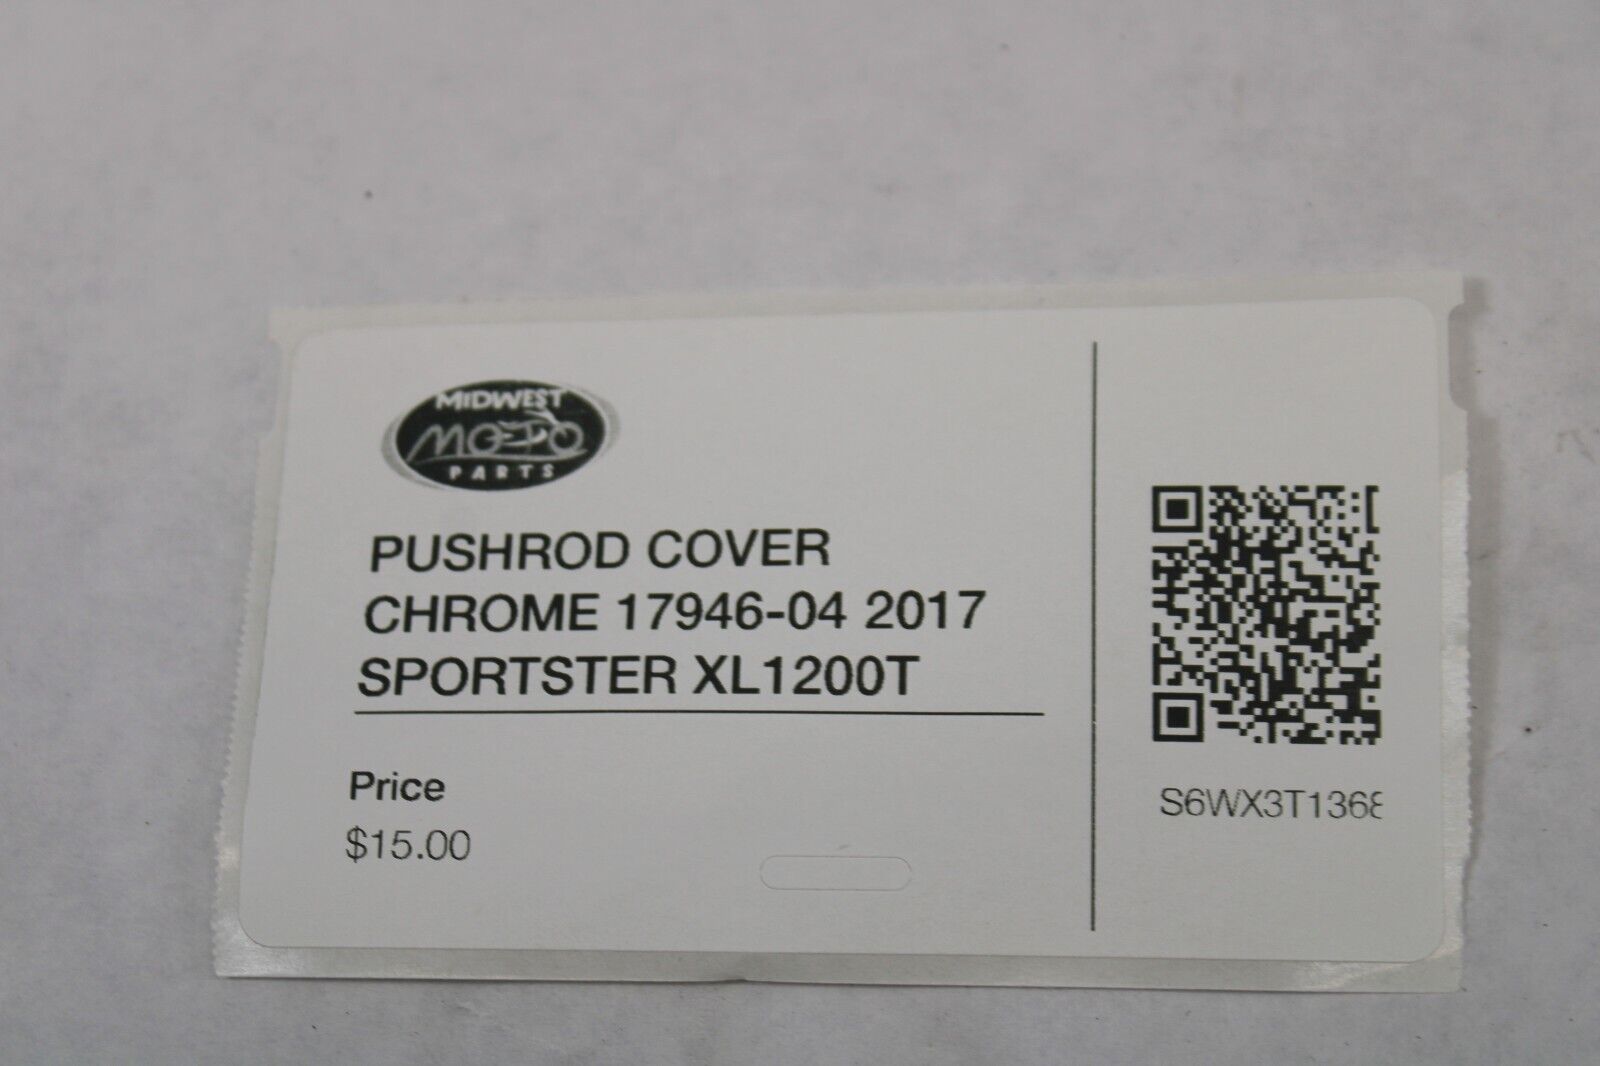 MIDWEST
MOTO
PARTS
PUSHROD COVER
CHROME 17946-04 2017
SPORTSTER XL1200T
Price
$15.00
S6WX3T1368